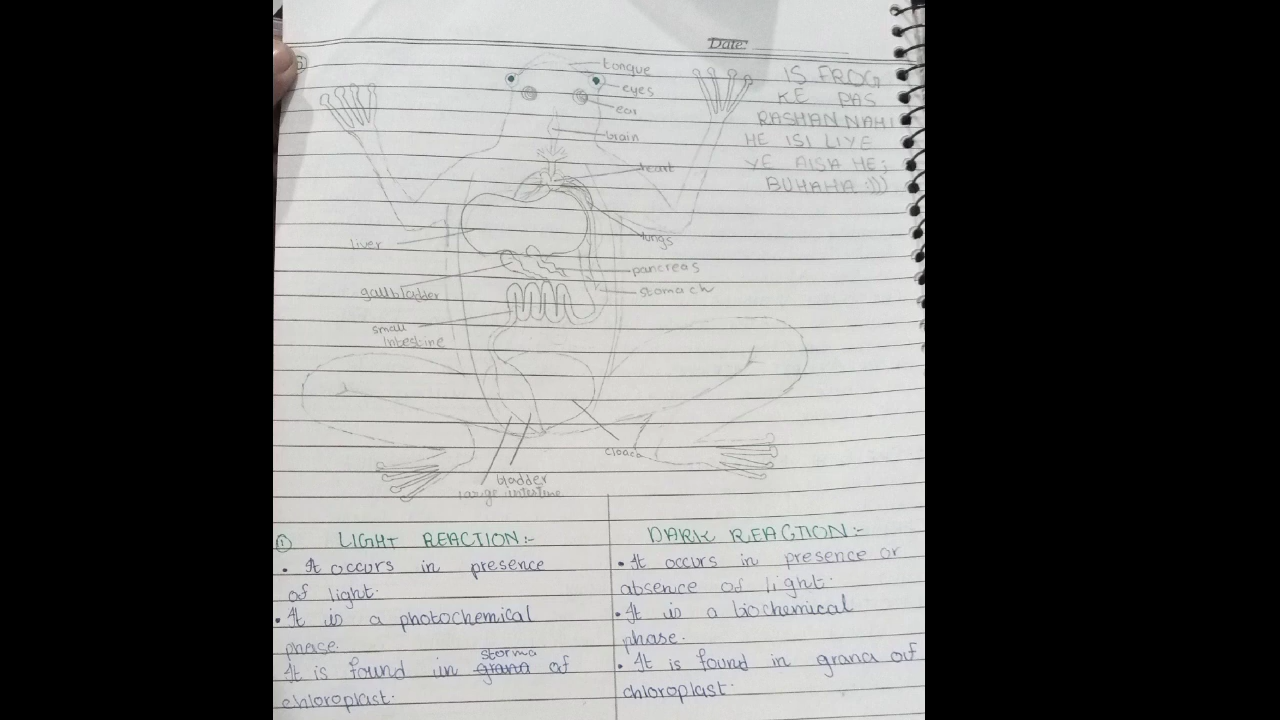 Date:
5
tongue
eyes
ear
brain
heart
lungs
pancreas
stomach
liver
gallbladder
small
intestine
cloaca
bladder
large intestine
IS FROG
KE PAS
RASHAN NAHI
HE ISI LIYE
YE AISA HE;
BUHAHA :)))
① LIGHT REACTION:-
• It occurs in presence
of light.
• It is a photochemical
phase.
storma
It is found in grana of
chloroplast.
DARK REACTION:-
• It occurs in presence or
absence of light.
• It is a biochemical
phase.
• It is found in grana of
chloroplast.